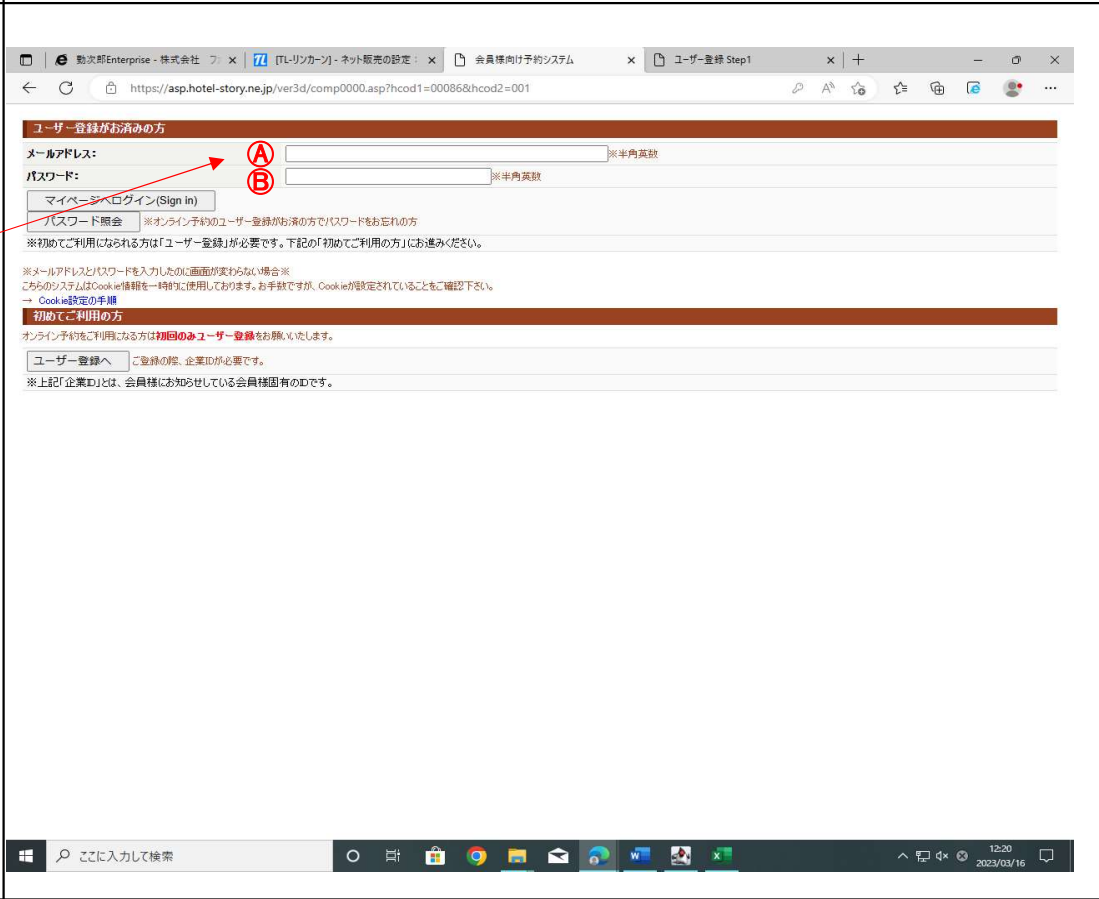 勤次郎Enterprise - 株式会社 フ
[TL-リンカーン] - ネット販売の設定：
会員様向け予約システム
ユーザー登録 Step1
https://asp.hotel-story.ne.jp/ver3d/comp0000.asp?hcod1=00086&hcod2=001
ユーザー登録がお済みの方
メールアドレス： Ⓐ ※半角英数
パスワード： Ⓑ ※半角英数
マイページへログイン(Sign in)
パスワード照会 ※オンライン予約のユーザー登録がお済の方でパスワードをお忘れの方
※初めてご利用になられる方は「ユーザー登録」が必要です。下記の「初めてご利用の方」にお進みください。
※メールアドレスとパスワードを入力したのに画面が変わらない場合※
こちらのシステムはCookie情報を一時的に使用しております。お手数ですが、Cookieが設定されていることをご確認下さい。
→ Cookie設定の手順
初めてご利用の方
オンライン予約をご利用になる方は初回のみユーザー登録をお願いいたします。
ユーザー登録へ ご登録の際、企業IDが必要です。
※上記「企業ID」とは、会員様にお知らせしている会員様固有のIDです。
ここに入力して検索
12:20
2023/03/16